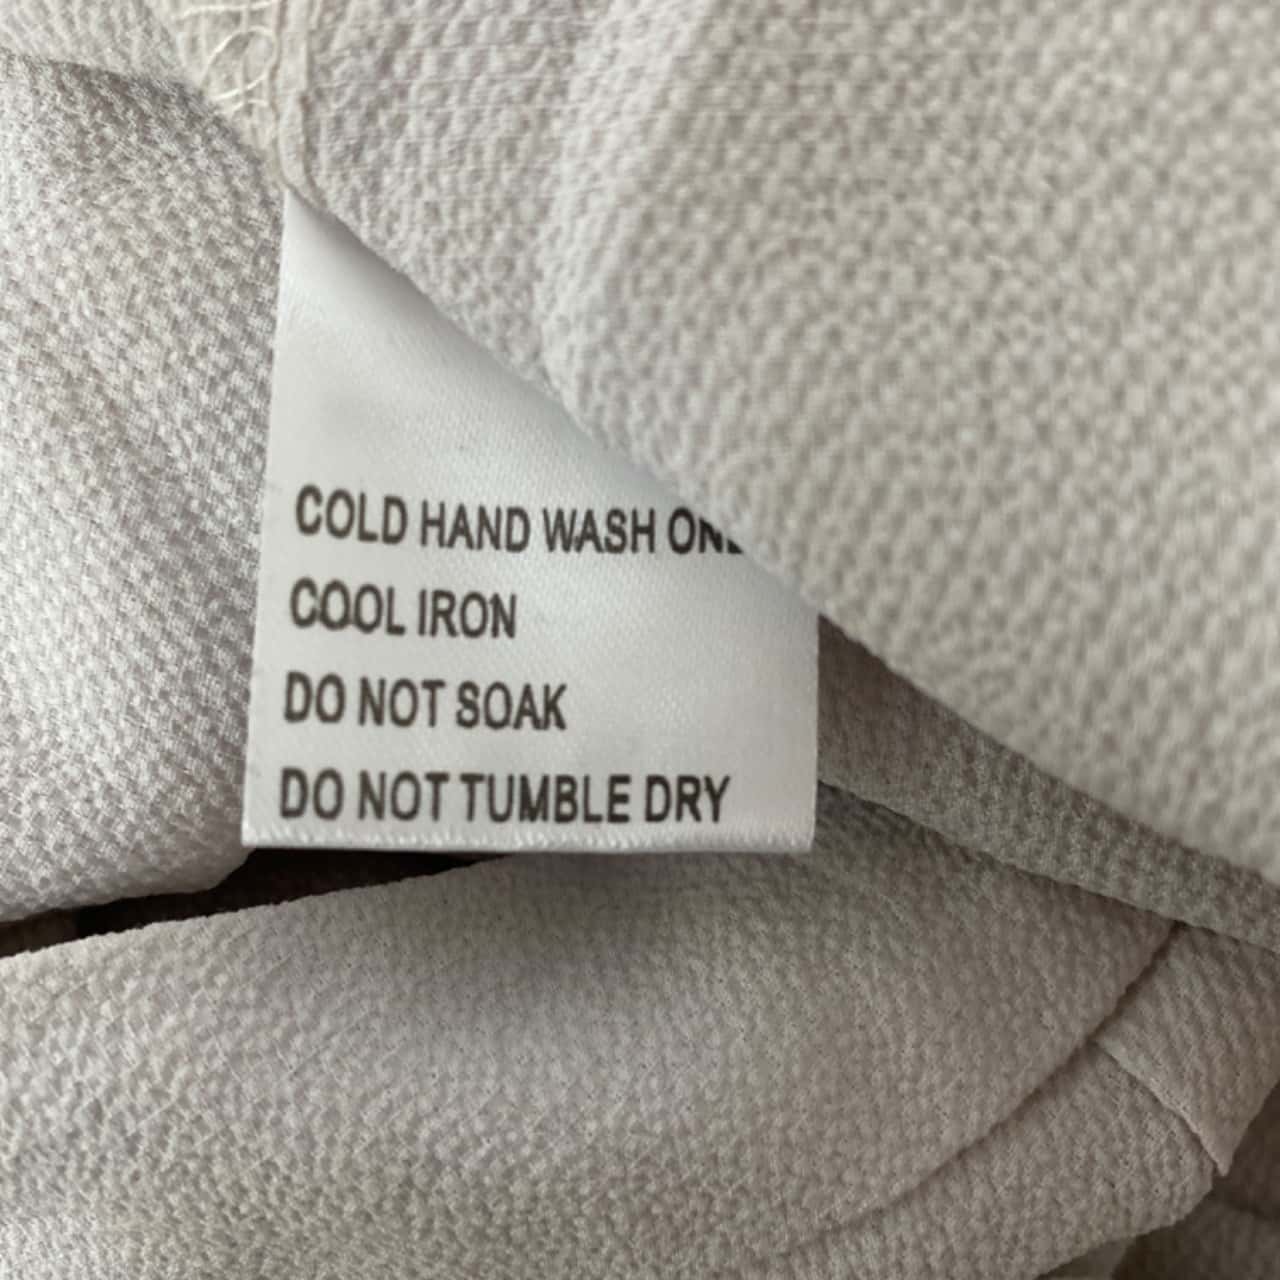 COLD HAND WASH
COOL IRON
DO NOT SOAK
DO NOT TUMBLE DRY